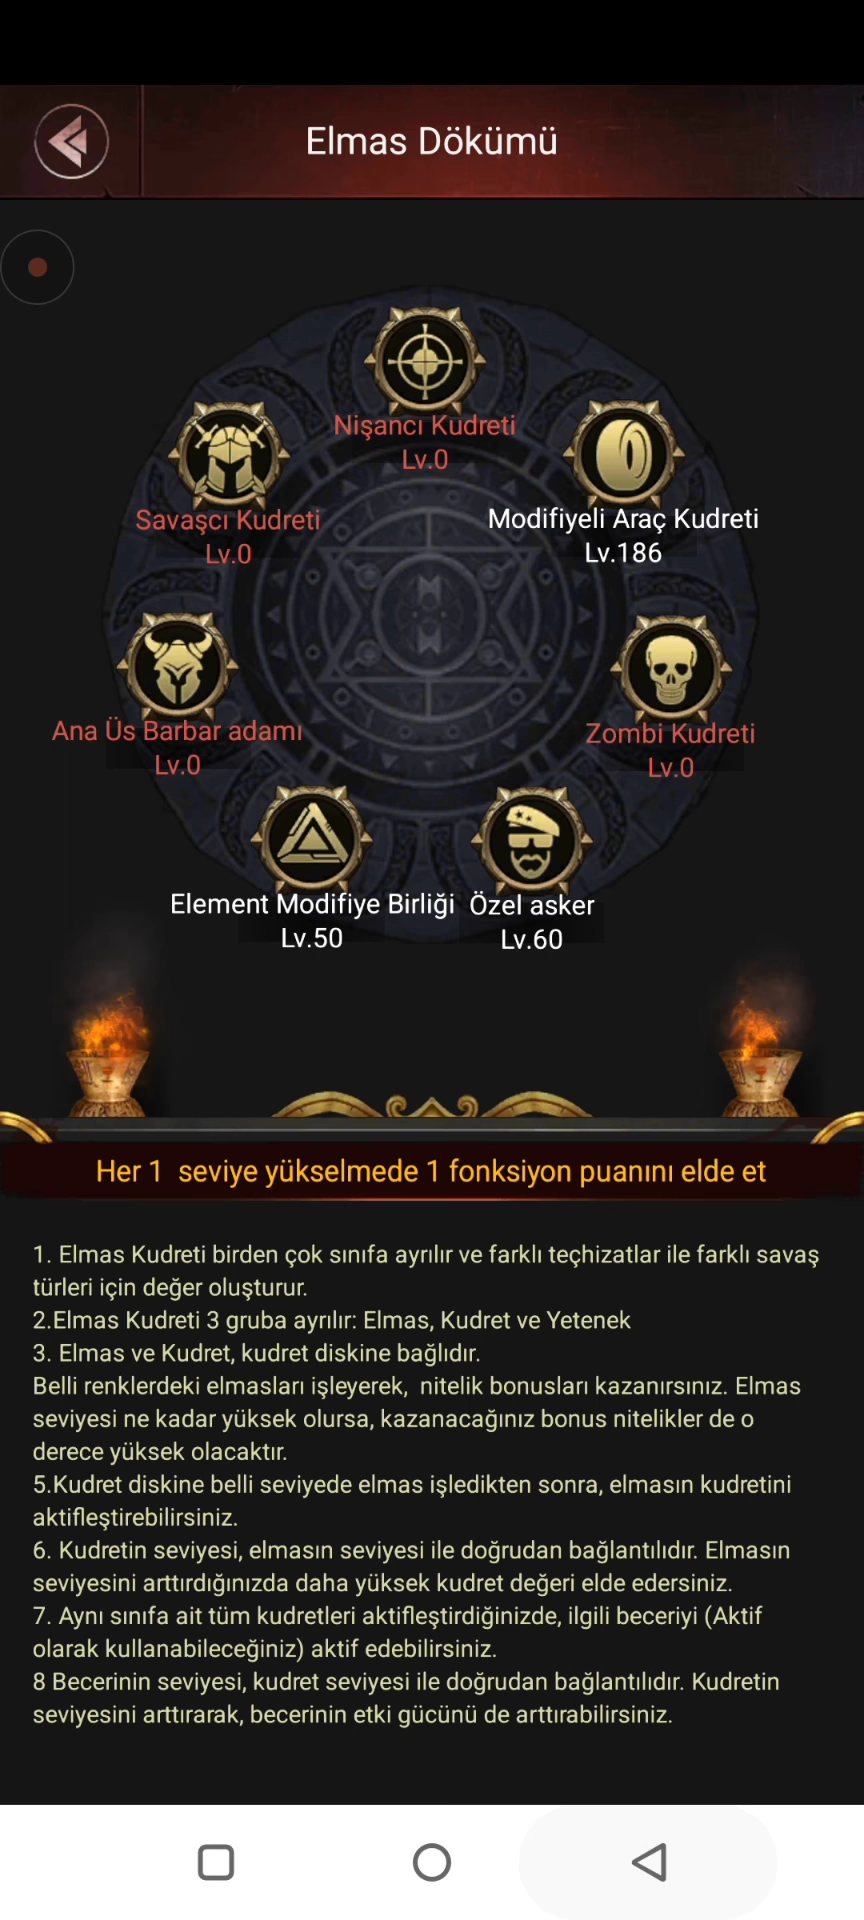 Elmas Dökümü
Nişancı Kudreti
Lv.0
Savaşcı Kudreti
Lv.0
Modifiyeli Araç Kudreti
Lv.186
Ana Üs Barbar adamı
Lv.0
Zombi Kudreti
Lv.0
Element Modifiye Birliği
Lv.50
Özel asker
Lv.60
Her 1 seviye yükselmede 1 fonksiyon puanını elde et
1. Elmas Kudreti birden çok sınıfa ayrılır ve farklı teçhizatlar ile farklı savaş
türleri için değer oluşturur.
2.Elmas Kudreti 3 gruba ayrılır: Elmas, Kudret ve Yetenek
3. Elmas ve Kudret, kudret diskine bağlıdır.
Belli renklerdeki elmasları işleyerek, nitelik bonusları kazanırsınız. Elmas
seviyesi ne kadar yüksek olursa, kazanacağınız bonus nitelikler de o
derece yüksek olacaktır.
5.Kudret diskine belli seviyede elmas işledikten sonra, elmasın kudretini
aktifleştirebilirsiniz.
6. Kudretin seviyesi, elmasın seviyesi ile doğrudan bağlantılıdır. Elmasın
seviyesini arttırdığınızda daha yüksek kudret değeri elde edersiniz.
7. Aynı sınıfa ait tüm kudretleri aktifleştirdiğinizde, ilgili beceriyi (Aktif
olarak kullanabileceğiniz) aktif edebilirsiniz.
8 Becerinin seviyesi, kudret seviyesi ile doğrudan bağlantılıdır. Kudretin
seviyesini arttırarak, becerinin etki gücünü de arttırabilirsiniz.